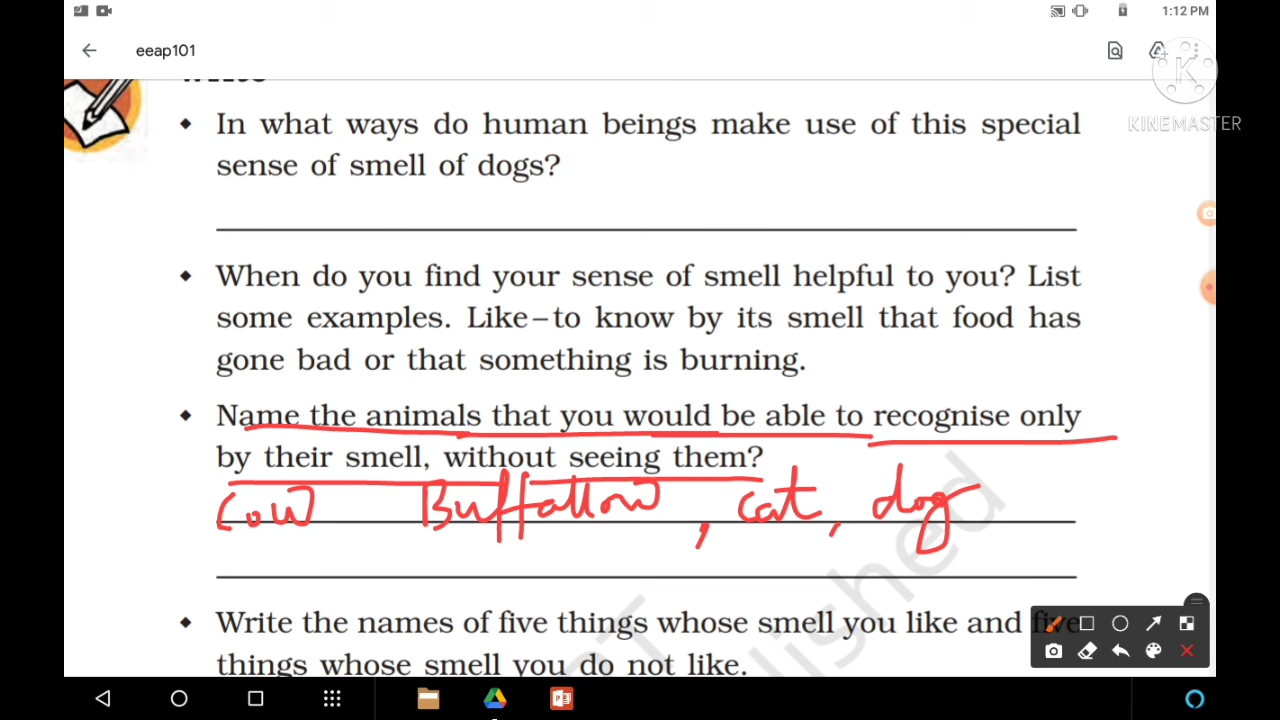 1:12 PM
eeap101
KINEMASTER
In what ways do human beings make use of this special
sense of smell of dogs?
When do you find your sense of smell helpful to you? List
some examples. Like–to know by its smell that food has
gone bad or that something is burning.
Name the animals that you would be able to recognise only
by their smell, without seeing them?
Cow Buffallow, cat, dog
Write the names of five things whose smell you like and five
things whose smell you do not like.